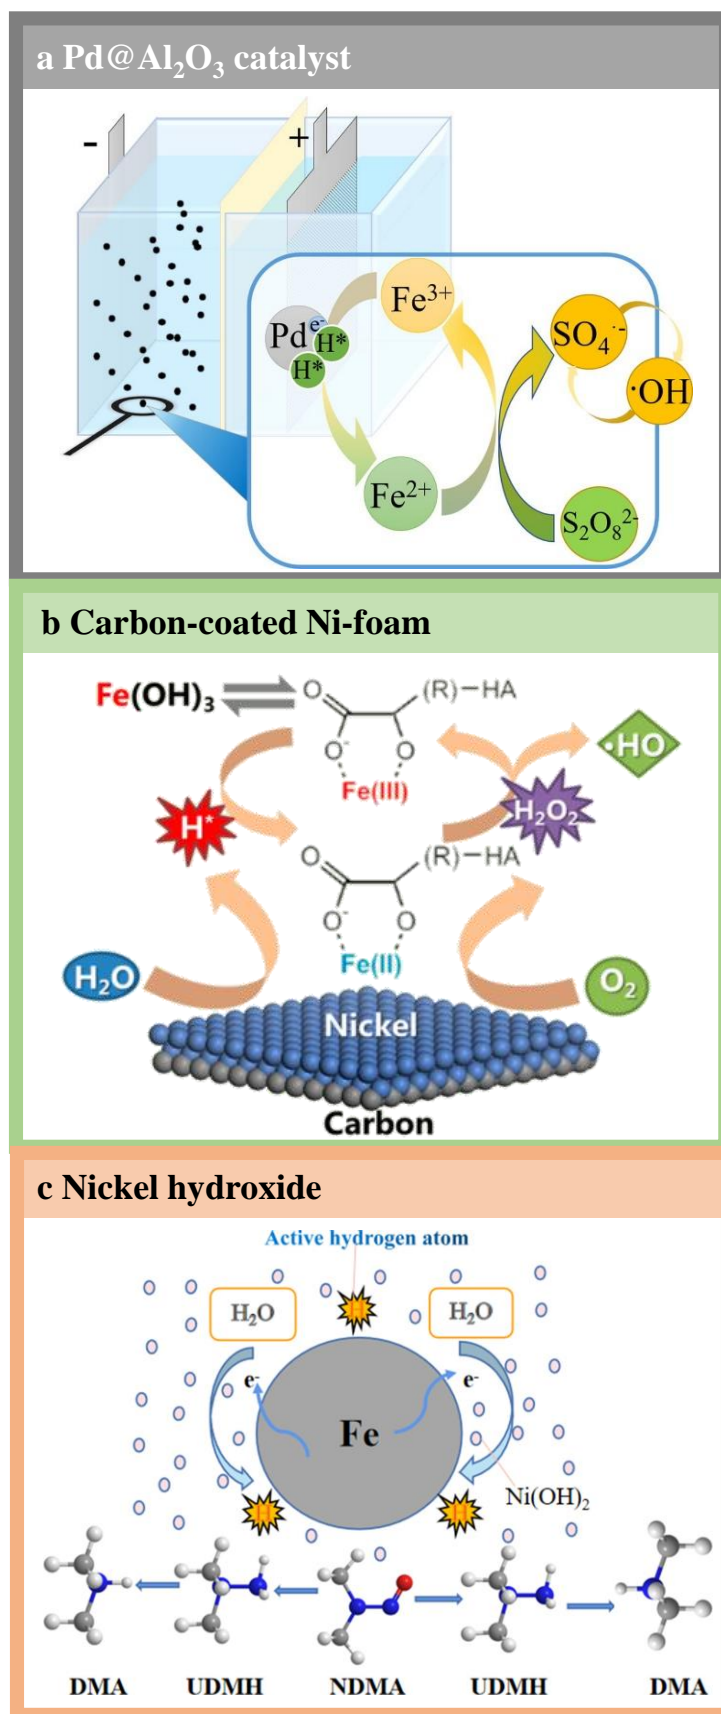 a Pd@Al₂O₃ catalyst
-
+
Fe³⁺
Pd
e⁻
H*
H*
SO₄·⁻
·OH
Fe²⁺
S₂O₈²⁻
b Carbon-coated Ni-foam
Fe(OH)₃
O
(R)—HA
O⁻
O
Fe(III)
·HO
H*
H₂O₂
O
(R)—HA
O⁻
O
Fe(II)
H₂O
O₂
Nickel
Carbon
c Nickel hydroxide
Active hydrogen atom
H₂O
H
H₂O
e⁻
e⁻
Fe
Ni(OH)₂
H
H
DMA
UDMH
NDMA
UDMH
DMA